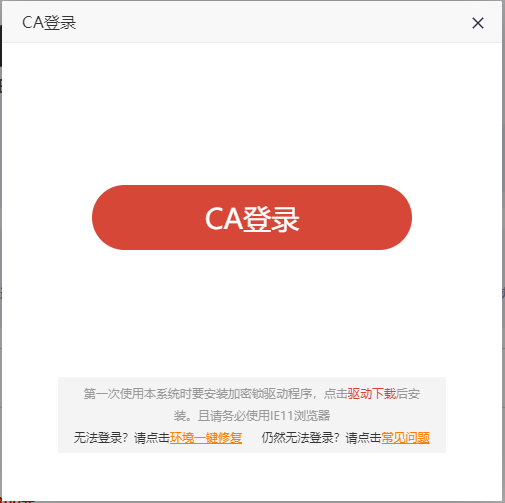 CA登录
CA登录
第一次使用本系统时要安装加密锁驱动程序，点击驱动下载后安
装。且请务必使用IE11浏览器
无法登录？请点击环境一键修复 仍然无法登录？请点击常见问题